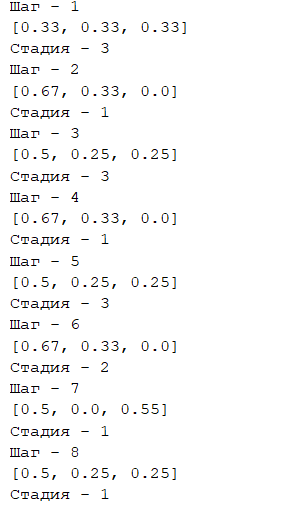 Шаг - 1
[0.33, 0.33, 0.33]
Стадия - 3
Шаг - 2
[0.67, 0.33, 0.0]
Стадия - 1
Шаг - 3
[0.5, 0.25, 0.25]
Стадия - 3
Шаг - 4
[0.67, 0.33, 0.0]
Стадия - 1
Шаг - 5
[0.5, 0.25, 0.25]
Стадия - 3
Шаг - 6
[0.67, 0.33, 0.0]
Стадия - 2
Шаг - 7
[0.5, 0.0, 0.55]
Стадия - 1
Шаг - 8
[0.5, 0.25, 0.25]
Стадия - 1